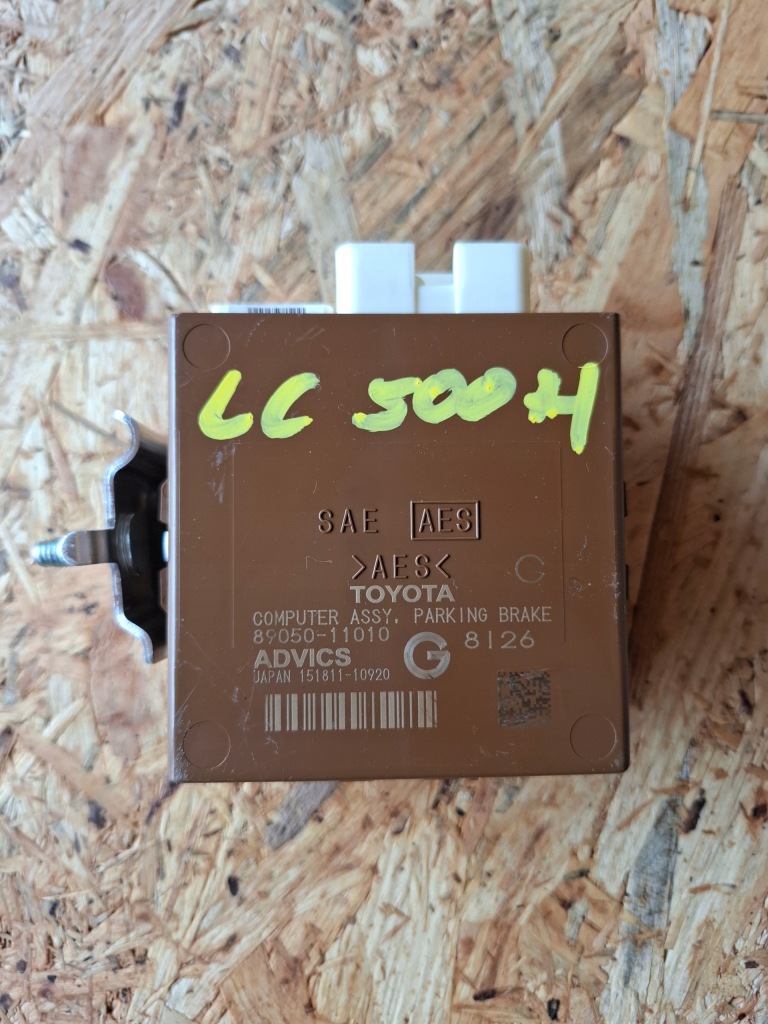 LC 500H
SAE AES
>AES<
TOYOTA
COMPUTER ASSY, PARKING BRAKE
89050-11010 G 8126
ADVICS
JAPAN 151811-10920